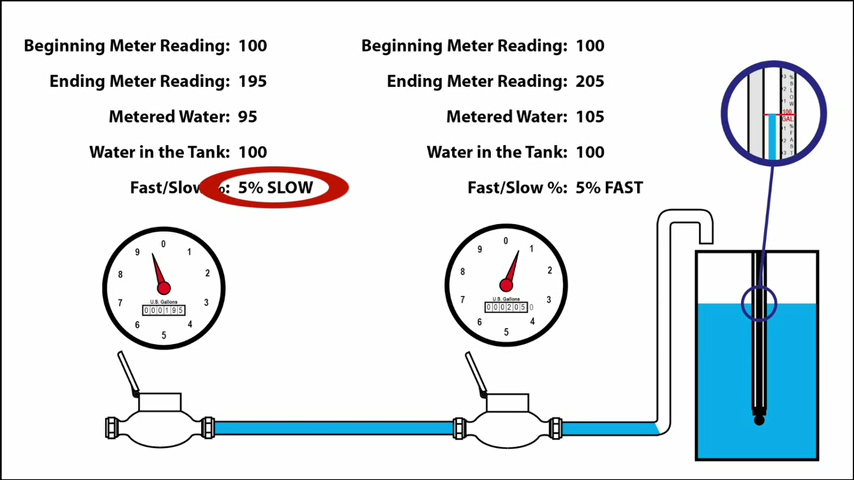 Beginning Meter Reading: 100
Ending Meter Reading: 195
Metered Water: 95
Water in the Tank: 100
Fast/Slow %: 5% SLOW
Beginning Meter Reading: 100
Ending Meter Reading: 205
Metered Water: 105
Water in the Tank: 100
Fast/Slow %: 5% FAST
0
1
2
3
4
5
6
7
8
9
U.S. Gallons
000195
0
1
2
3
4
5
6
7
8
9
U.S. Gallons
0002050
% SLOW
100
GAL